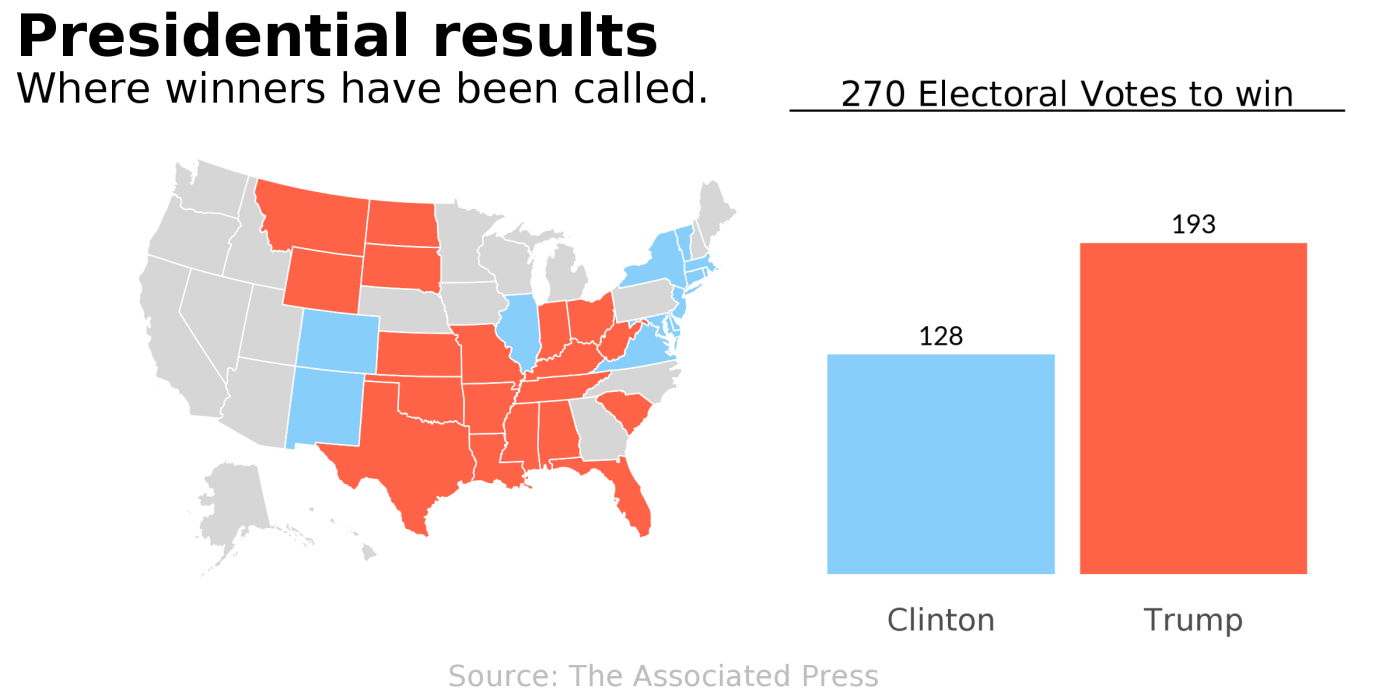 Presidential results
Where winners have been called.
270 Electoral Votes to win
128
193
Clinton
Trump
Source: The Associated Press